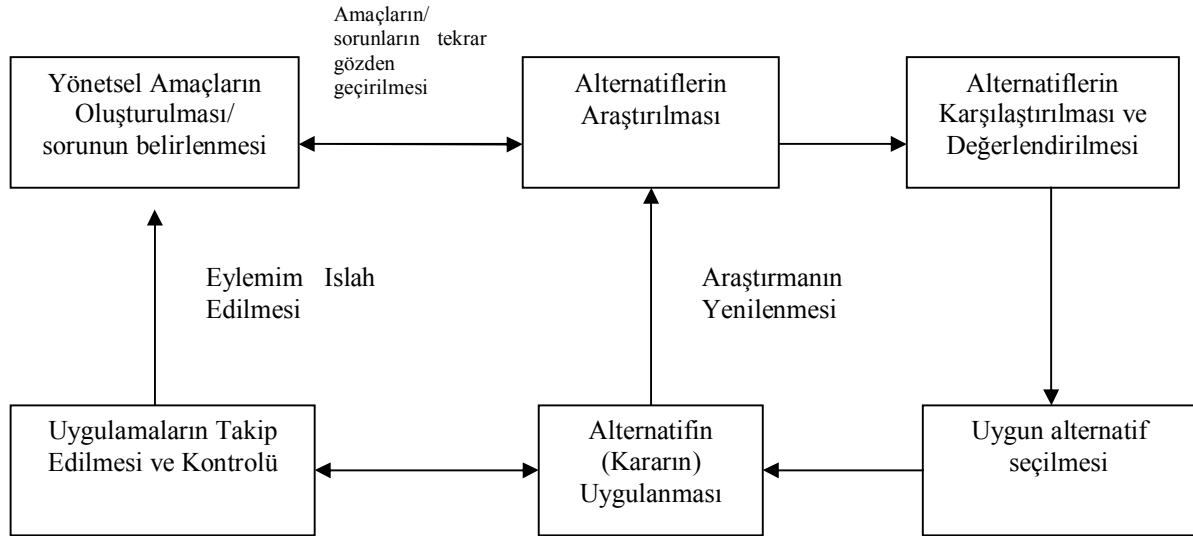 Amaçların/
sorunların tekrar
gözden
geçirilmesi
Yönetsel Amaçların
Oluşturulması/
sorunun belirlenmesi
Alternatiflerin
Araştırılması
Alternatiflerin
Karşılaştırılması ve
Değerlendirilmesi
Eylemim Islah
Edilmesi
Araştırmanın
Yenilenmesi
Uygulamaların Takip
Edilmesi ve Kontrolü
Alternatifin
(Kararın)
Uygulanması
Uygun alternatif
seçilmesi